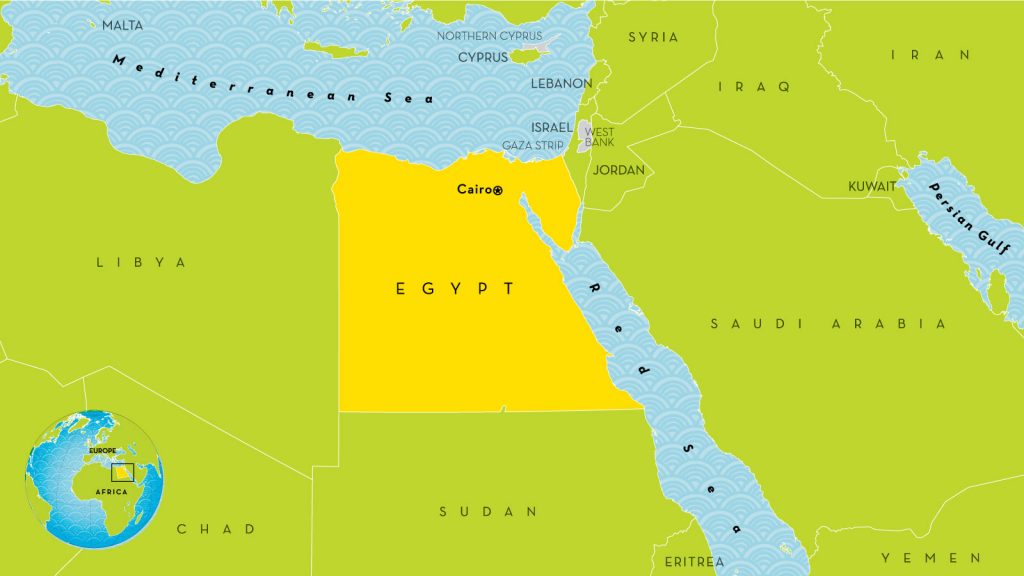 MALTA
NORTHERN CYPRUS
CYPRUS
SYRIA
IRAN
Mediterranean Sea
LEBANON
IRAQ
ISRAEL
WEST
BANK
GAZA STRIP
JORDAN
Cairo
KUWAIT
Persian Gulf
LIBYA
EGYPT
Red Sea
SAUDI ARABIA
EUROPE
AFRICA
CHAD
SUDAN
ERITREA
YEMEN